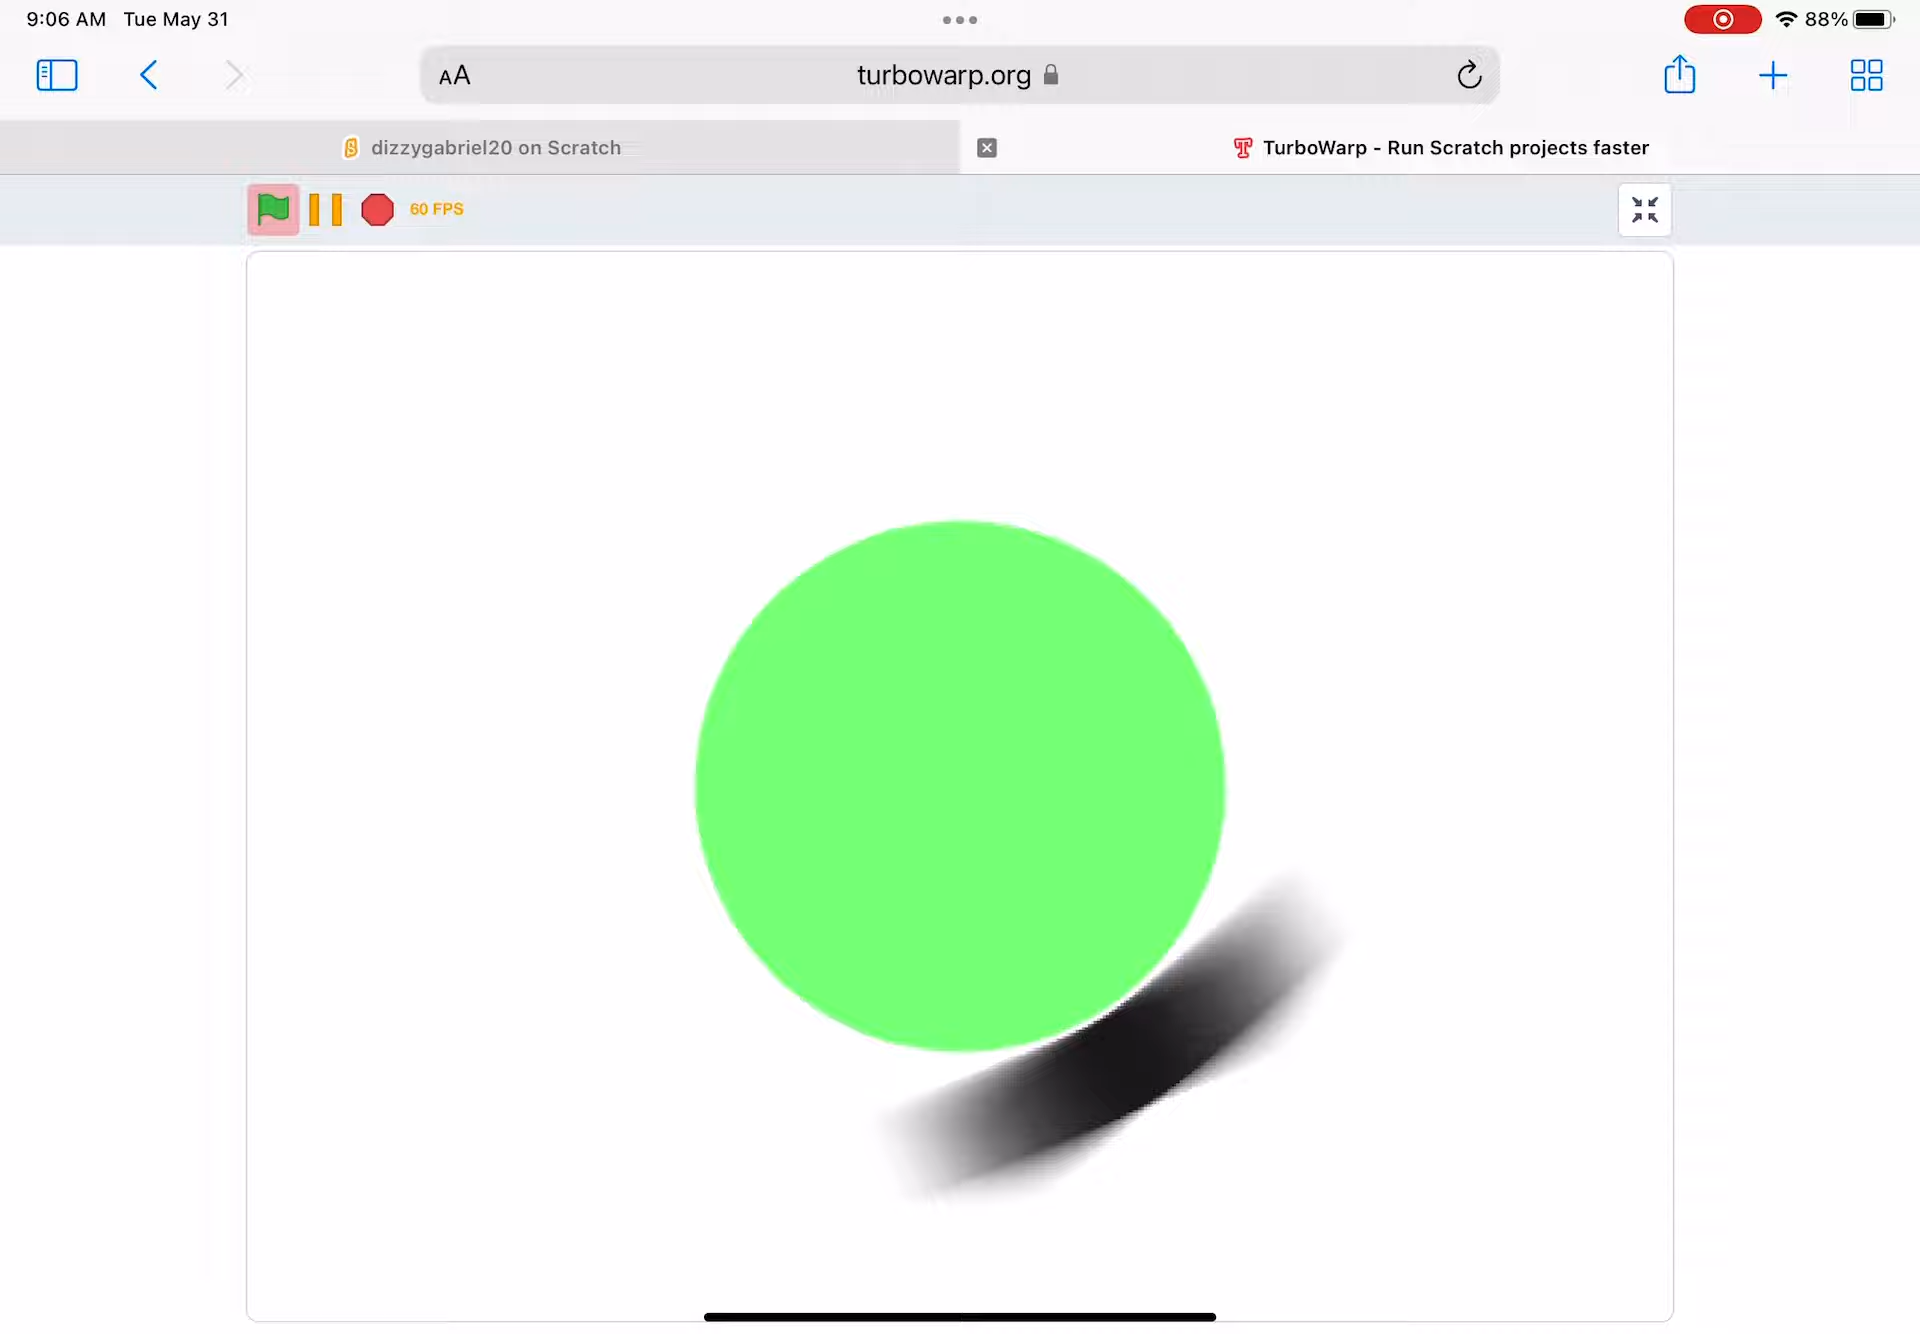 9:06 AM Tue May 31
88%
AA
turbowarp.org
dizzygabriel20 on Scratch
TurboWarp - Run Scratch projects faster
60 FPS